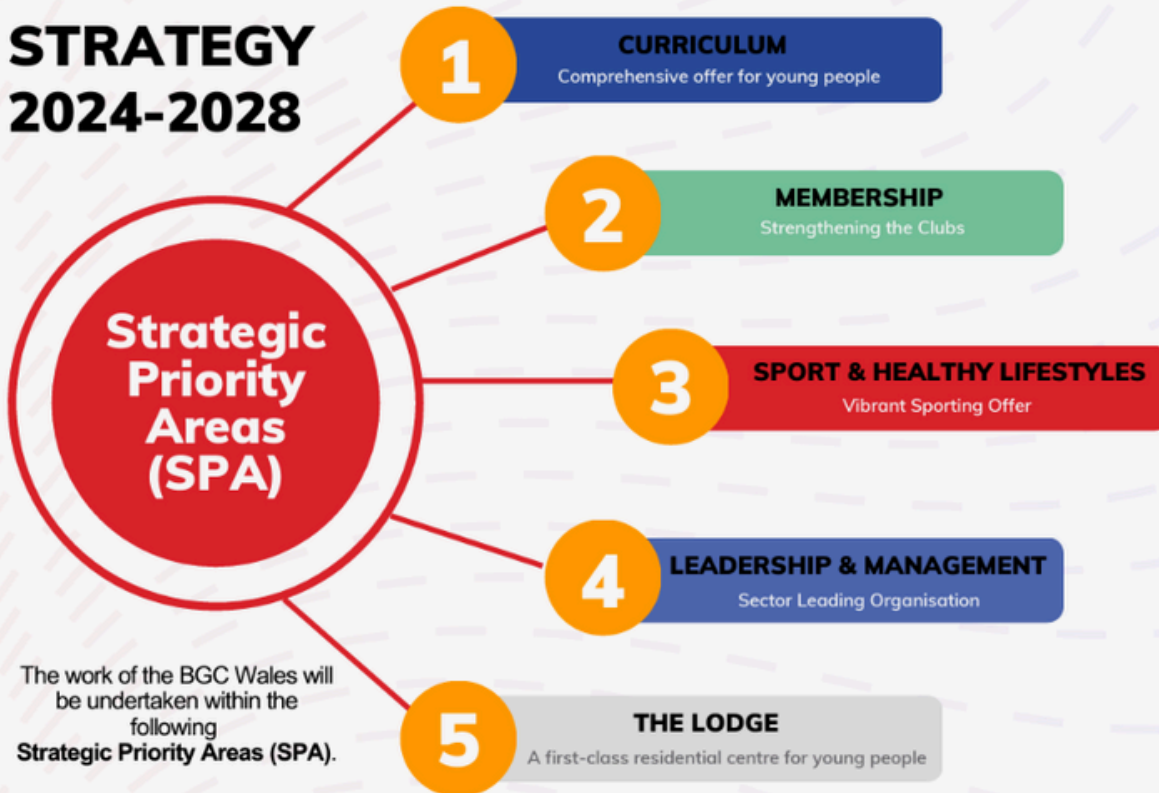 STRATEGY
2024-2028
1
CURRICULUM
Comprehensive offer for young people
2
MEMBERSHIP
Strengthening the Clubs
Strategic
Priority
Areas
(SPA)
3
SPORT & HEALTHY LIFESTYLES
Vibrant Sporting Offer
4
LEADERSHIP & MANAGEMENT
Sector Leading Organisation
5
THE LODGE
A first-class residential centre for young people
The work of the BGC Wales will
be undertaken within the
following
Strategic Priority Areas (SPA).